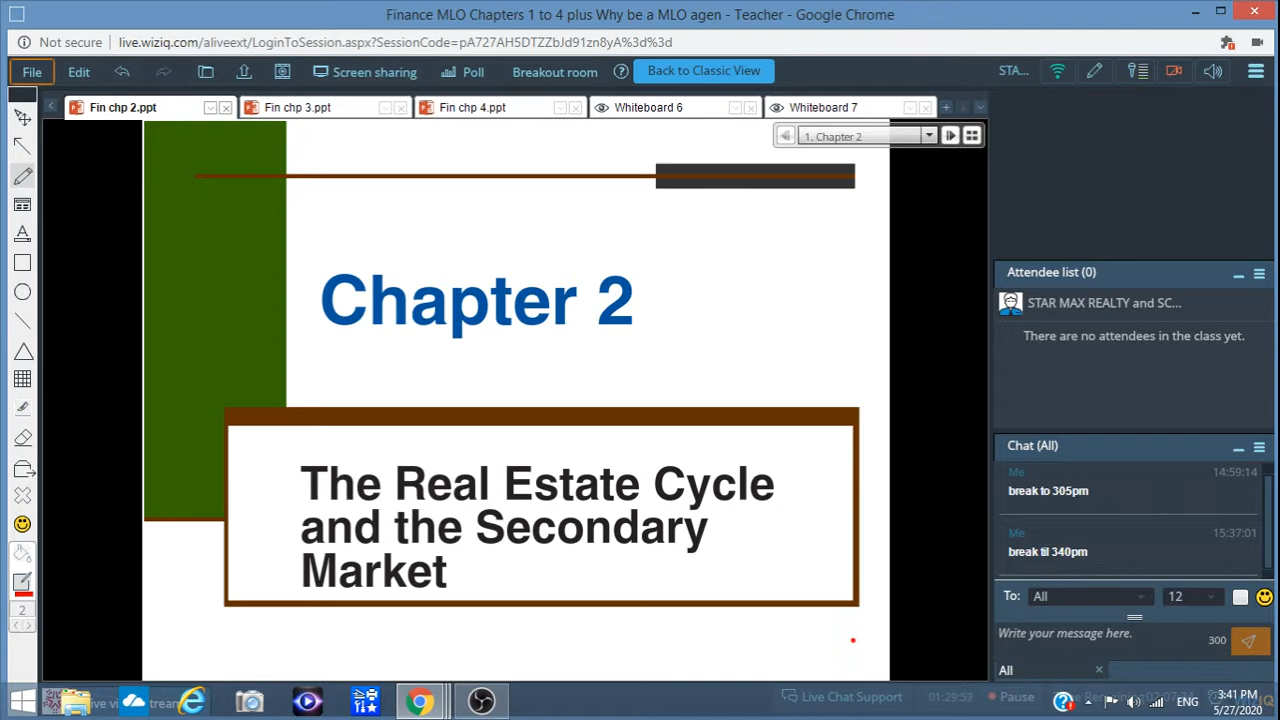 Finance MLO Chapters 1 to 4 plus Why be a MLO agen - Teacher - Google Chrome
Not secure live.wiziq.com/aliveext/LoginToSession.aspx?SessionCode=pA727AH5DTZZbJd91zn8yA%3d%3d
File Edit Screen sharing Poll Breakout room Back to Classic View STA...
Fin chp 2.ppt Fin chp 3.ppt Fin chp 4.ppt Whiteboard 6 Whiteboard 7
1. Chapter 2
Chapter 2
The Real Estate Cycle
and the Secondary
Market
Attendee list (0)
STAR MAX REALTY and SC...
There are no attendees in the class yet.
Chat (All)
Me 14:59:14
break to 305pm
Me 15:37:01
break til 340pm
To: All 12
Write your message here. 300
All
2
Live Chat Support 01:29:57 Pause
ENG 3:41 PM
5/27/2020